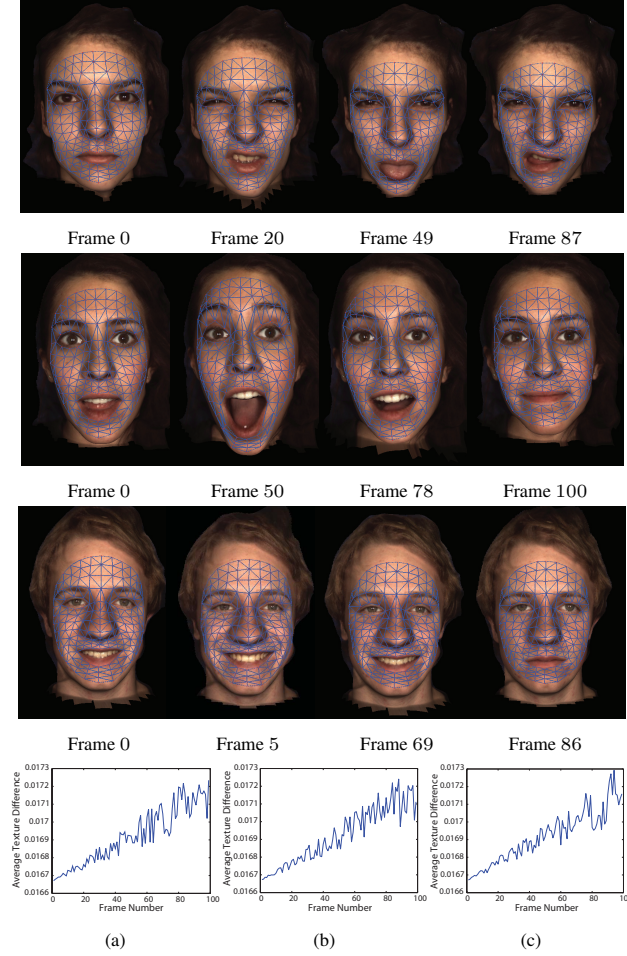 Frame 0 Frame 20 Frame 49 Frame 87
Frame 0 Frame 50 Frame 78 Frame 100
Frame 0 Frame 5 Frame 69 Frame 86
Average Texture Difference
0.0173
0.0172
0.0171
0.017
0.0169
0.0168
0.0167
0.0166
0 20 40 60 80 100
Frame Number
Average Texture Difference
0.0173
0.0172
0.0171
0.017
0.0169
0.0168
0.0167
0.0166
0 20 40 60 80 100
Frame Number
Average Texture Difference
0.0173
0.0172
0.0171
0.017
0.0169
0.0168
0.0167
0.0166
0 20 40 60 80 100
Frame Number
(a) (b) (c)